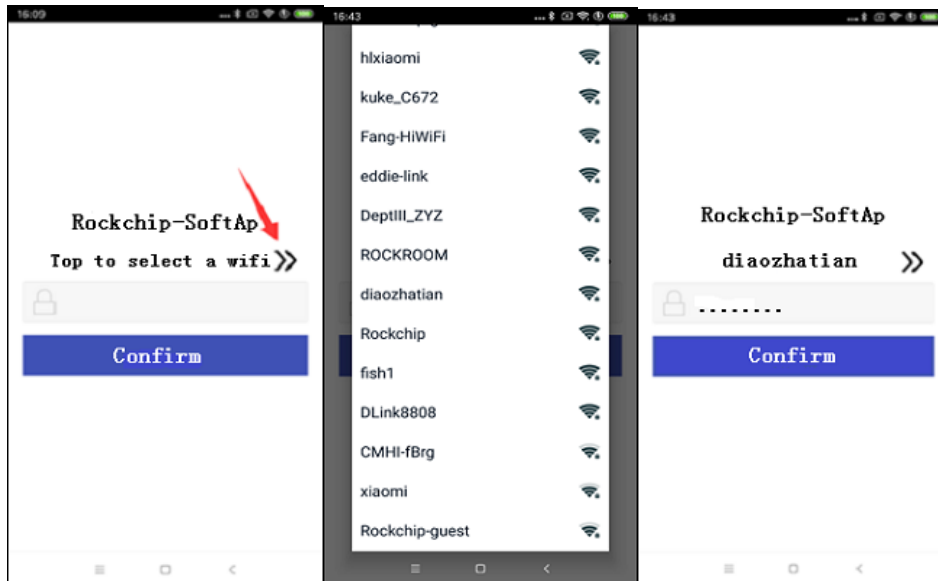 16:09
Rockchip-SoftAp
Top to select a wifi
Confirm
16:43
hlxiaomi
kuke_C672
Fang-HiWiFi
eddie-link
DeptIII_ZYZ
ROCKROOM
diaozhatian
Rockchip
fish1
DLink8808
CMHI-fBrg
xiaomi
Rockchip-guest
16:43
Rockchip-SoftAp
diaozhatian
........
Confirm